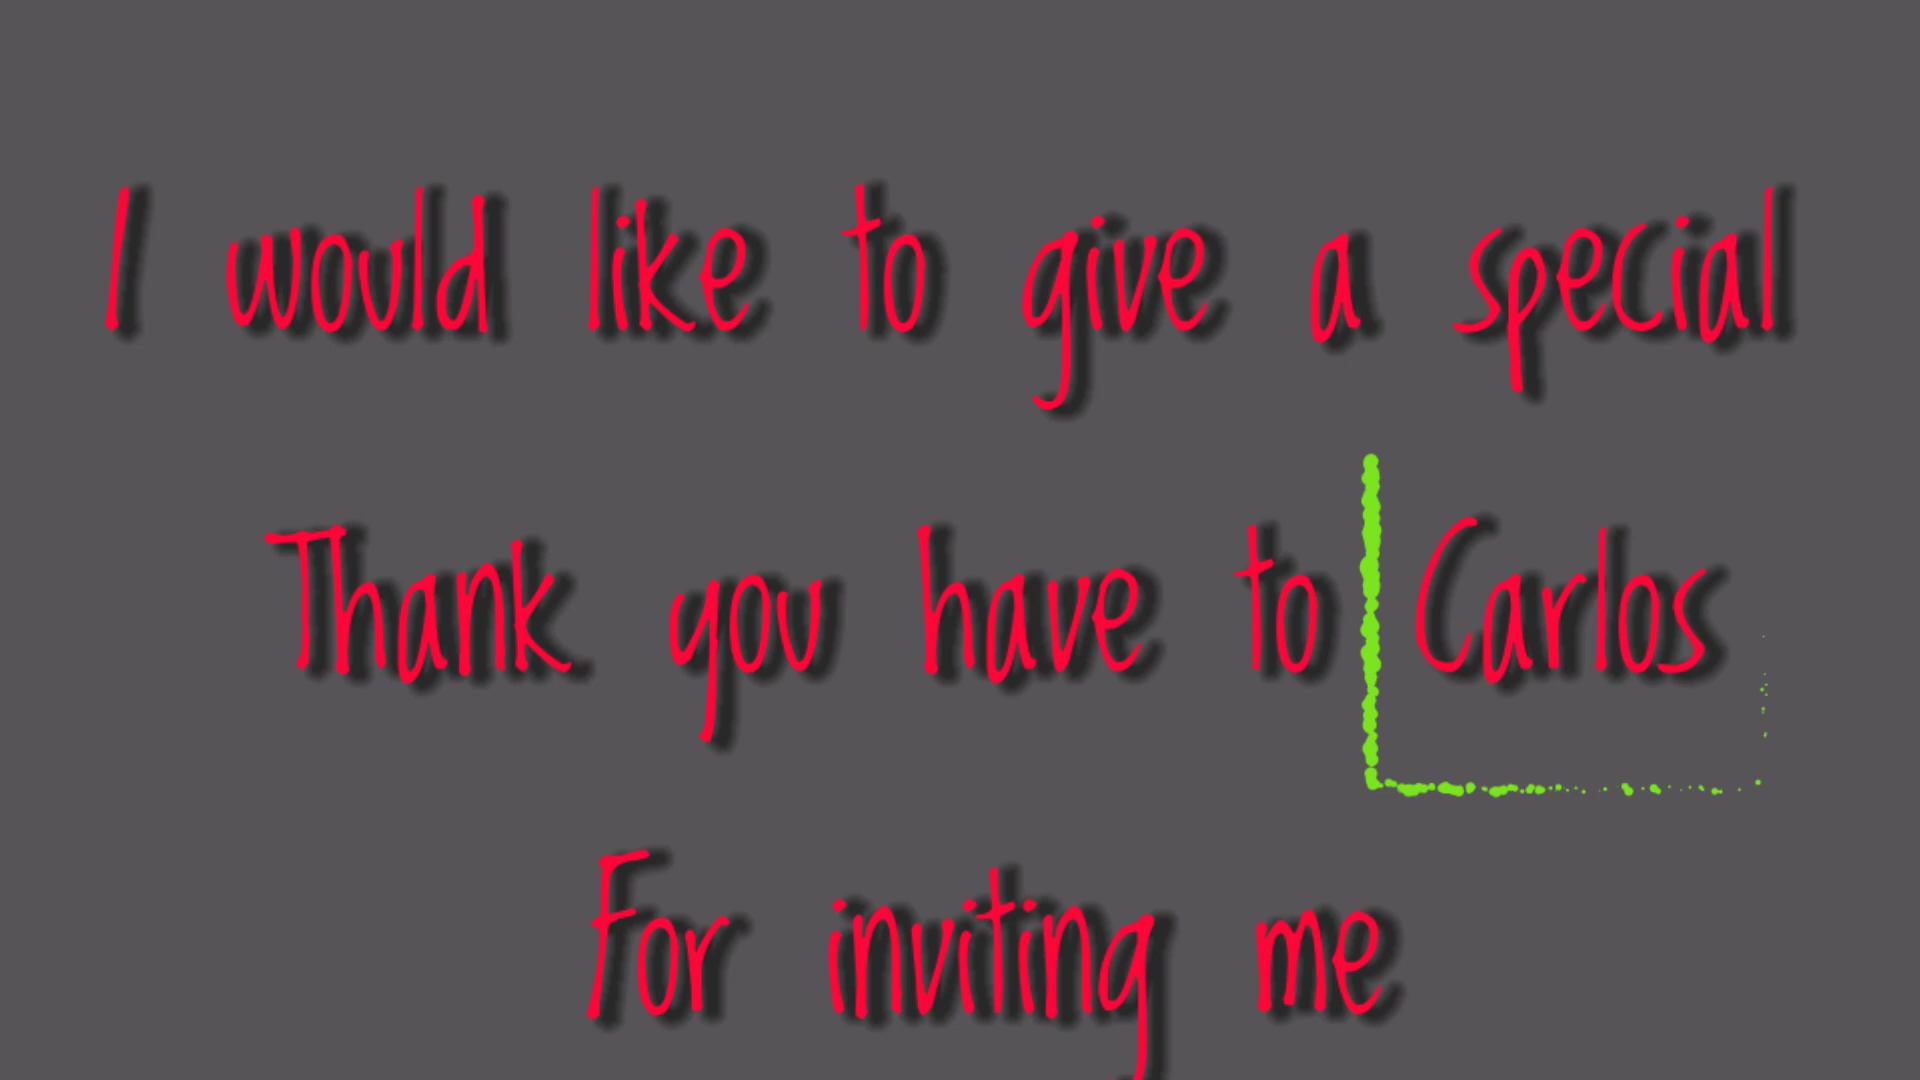 I would like to give a special
Thank you have to Carlos
For inviting me